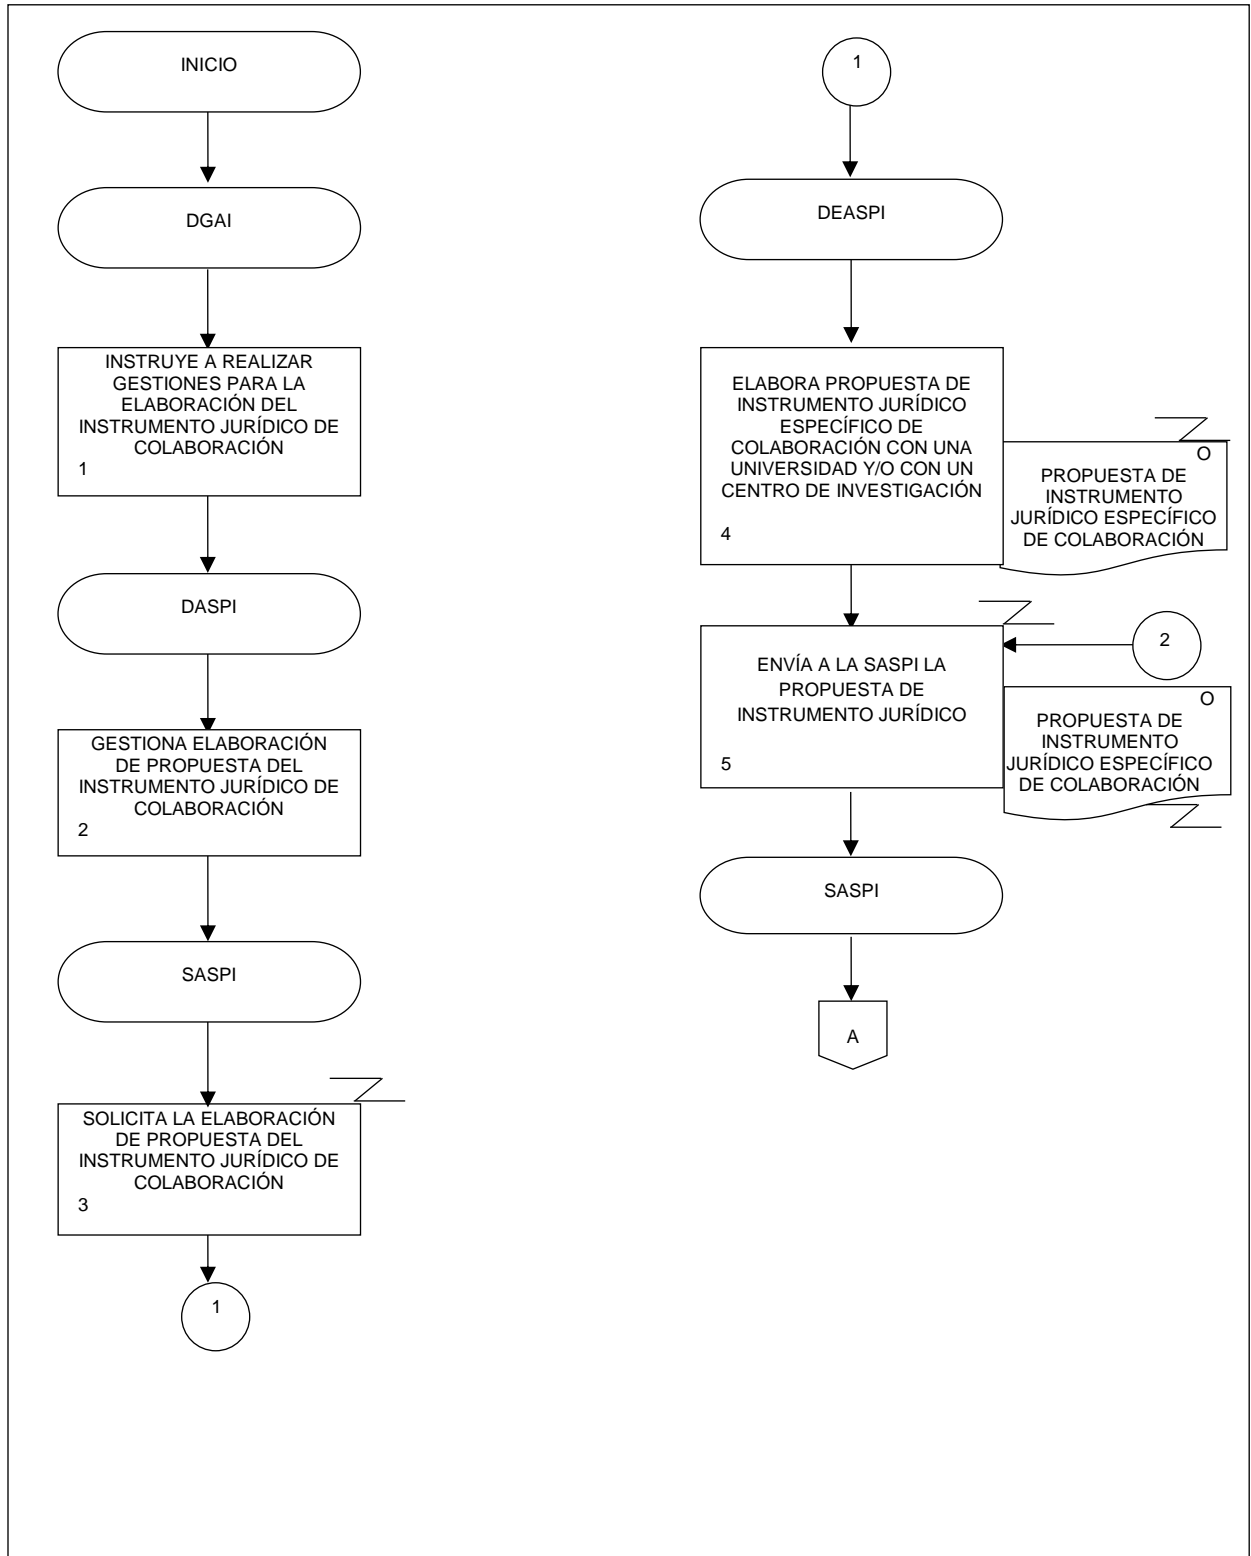 INICIO
DGAI
INSTRUYE A REALIZAR
GESTIONES PARA LA
ELABORACIÓN DEL
INSTRUMENTO JURÍDICO DE
COLABORACIÓN
1
DASPI
GESTIONA ELABORACIÓN
DE PROPUESTA DEL
INSTRUMENTO JURÍDICO DE
COLABORACIÓN
2
SASPI
SOLICITA LA ELABORACIÓN
DE PROPUESTA DEL
INSTRUMENTO JURÍDICO DE
COLABORACIÓN
3
1
1
DEASPI
ELABORA PROPUESTA DE
INSTRUMENTO JURÍDICO
ESPECÍFICO DE
COLABORACIÓN CON UNA
UNIVERSIDAD Y/O CON UN
CENTRO DE INVESTIGACIÓN
4
O
PROPUESTA DE
INSTRUMENTO
JURÍDICO ESPECÍFICO
DE COLABORACIÓN
ENVÍA A LA SASPI LA
PROPUESTA DE
INSTRUMENTO JURÍDICO
5
2
O
PROPUESTA DE
INSTRUMENTO
JURÍDICO ESPECÍFICO
DE COLABORACIÓN
SASPI
A